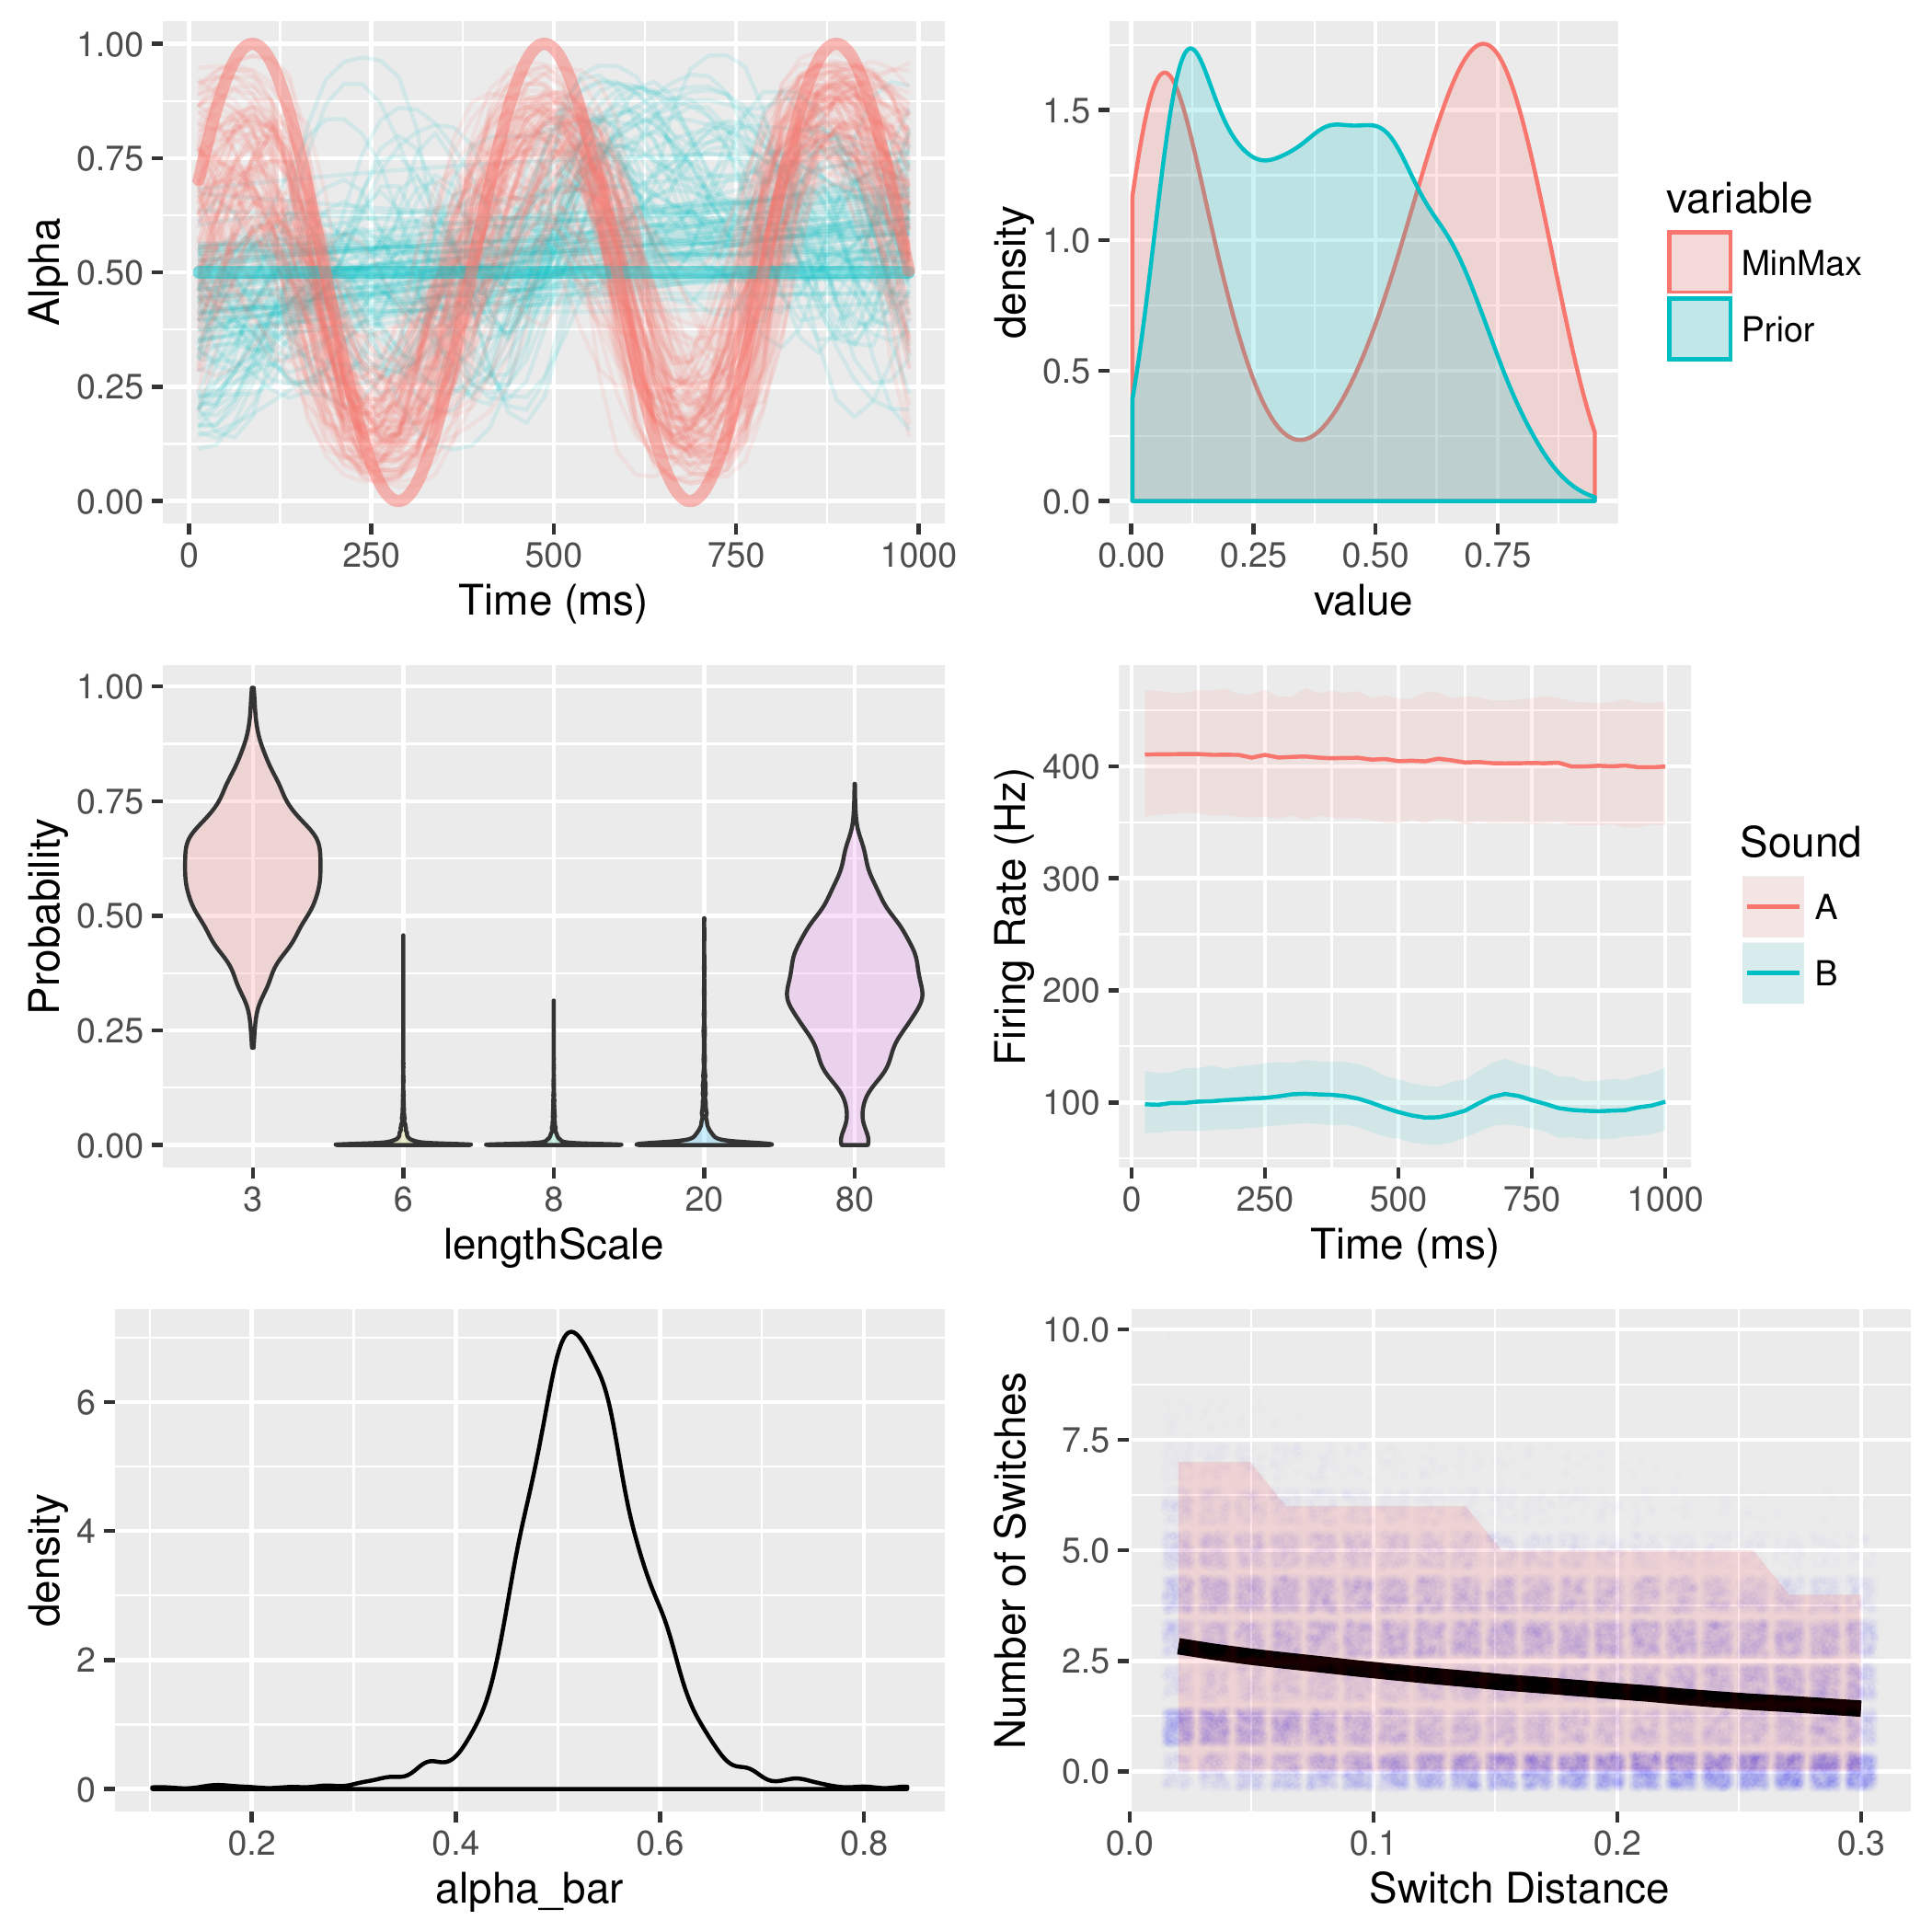 1.00
0.75
0.50
0.25
0.00
Alpha
0 250 500 750 1000
Time (ms)
1.5
1.0
0.5
0.0
density
0.00 0.25 0.50 0.75
value
variable
MinMax
Prior
1.00
0.75
0.50
0.25
0.00
Probability
3 6 8 20 80
lengthScale
400
300
200
100
Firing Rate (Hz)
0 250 500 750 1000
Time (ms)
Sound
A
B
6
4
2
0
density
0.2 0.4 0.6 0.8
alpha_bar
10.0
7.5
5.0
2.5
0.0
Number of Switches
0.0 0.1 0.2 0.3
Switch Distance